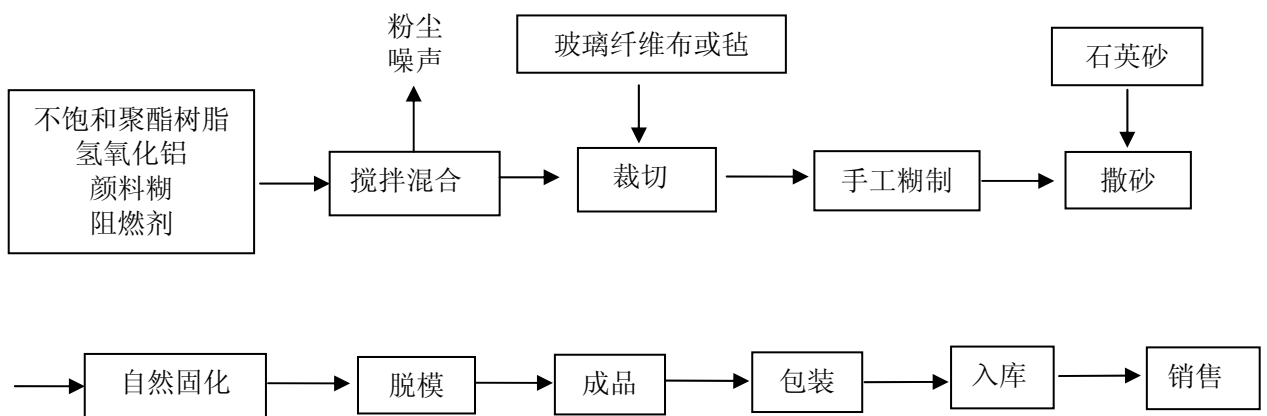 粉尘
噪声
玻璃纤维布或毡
石英砂
不饱和聚酯树脂
氢氧化铝
颜料糊
阻燃剂
搅拌混合
裁切
手工糊制
撒砂
自然固化
脱模
成品
包装
入库
销售